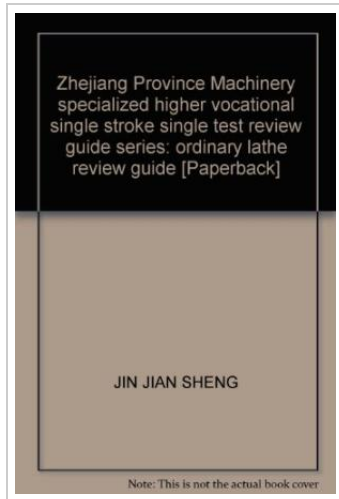 Zhejiang Province Machinery
specialized higher vocational
single stroke single test review
guide series: ordinary lathe
review guide [Paperback]
JIN JIAN SHENG
Note: This is not the actual book cover